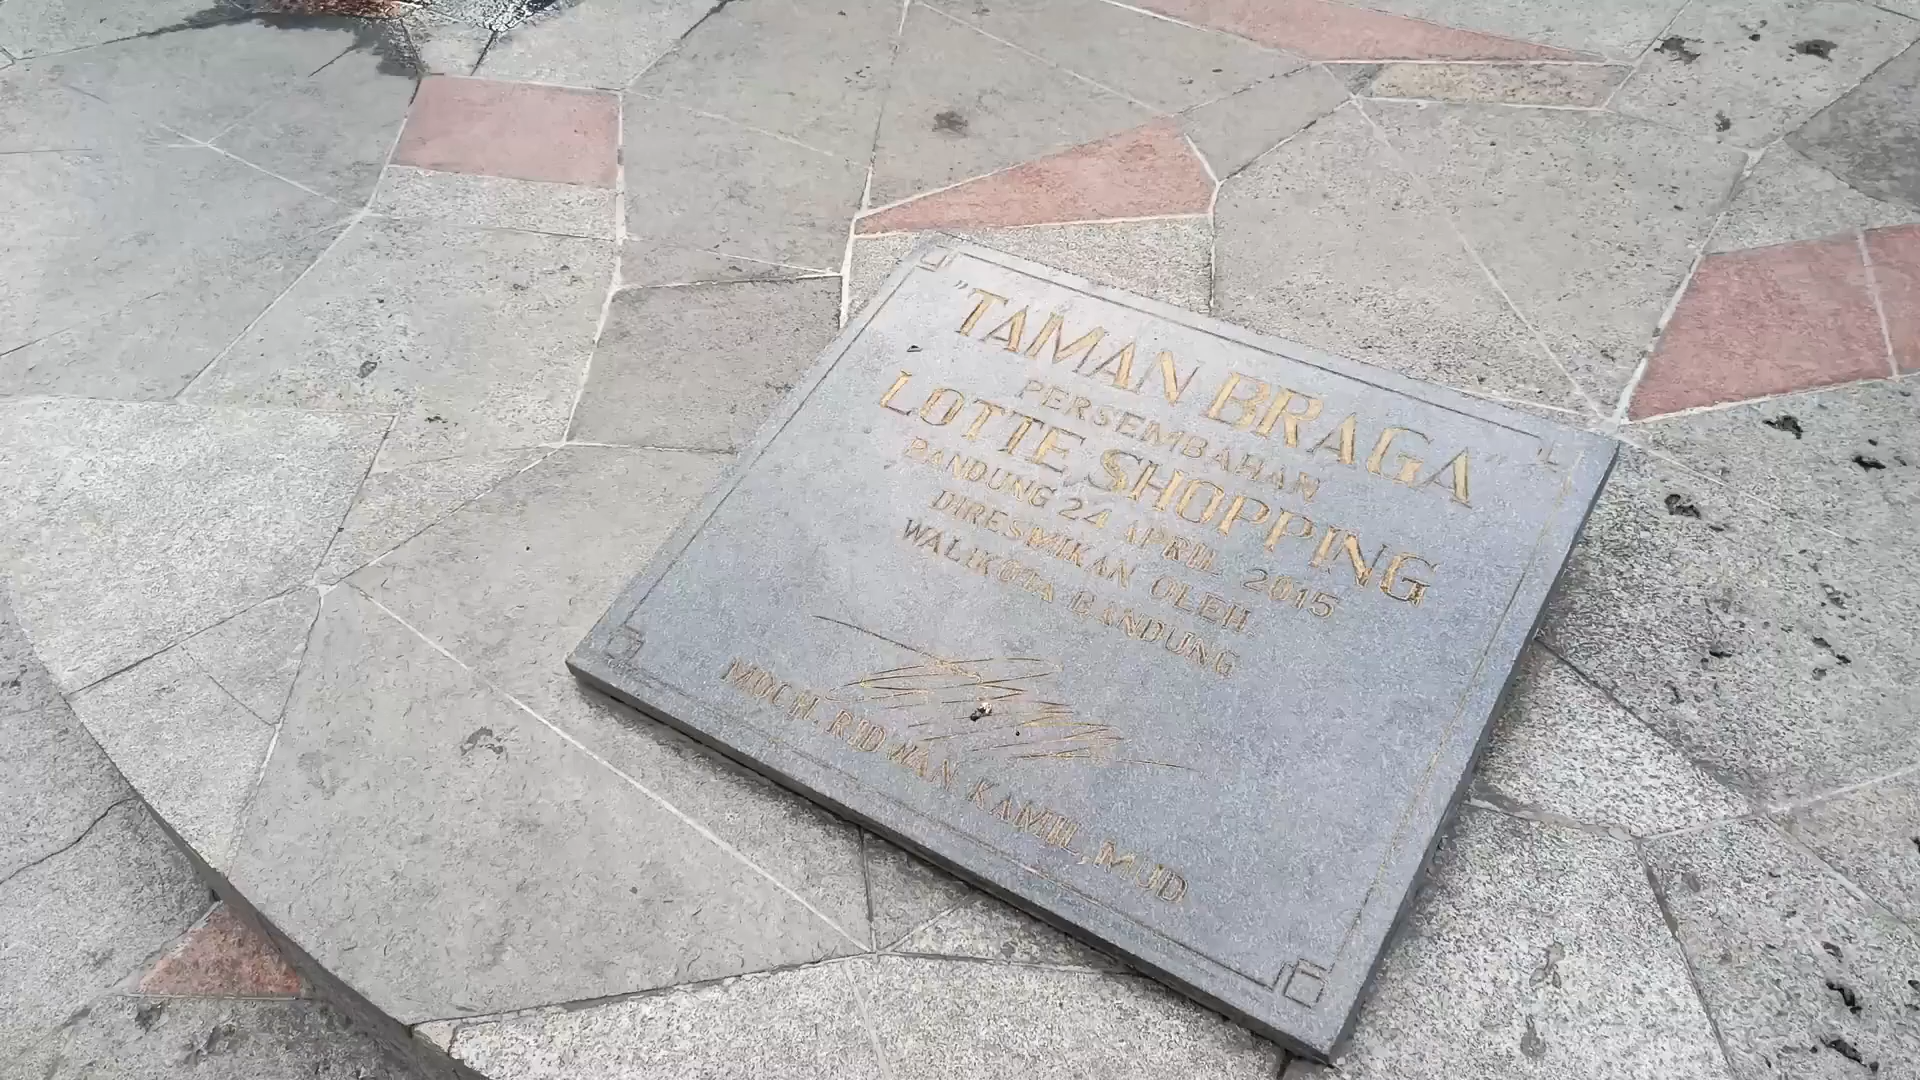 "TAMAN BRAGA"
PERSEMBAHAN
LOTTE SHOPPING
BANDUNG 24 APRIL 2015
DIRESMIKAN OLEH:
WALIKOTA BANDUNG
MOCH. RIDWAN KAMIL, MUD